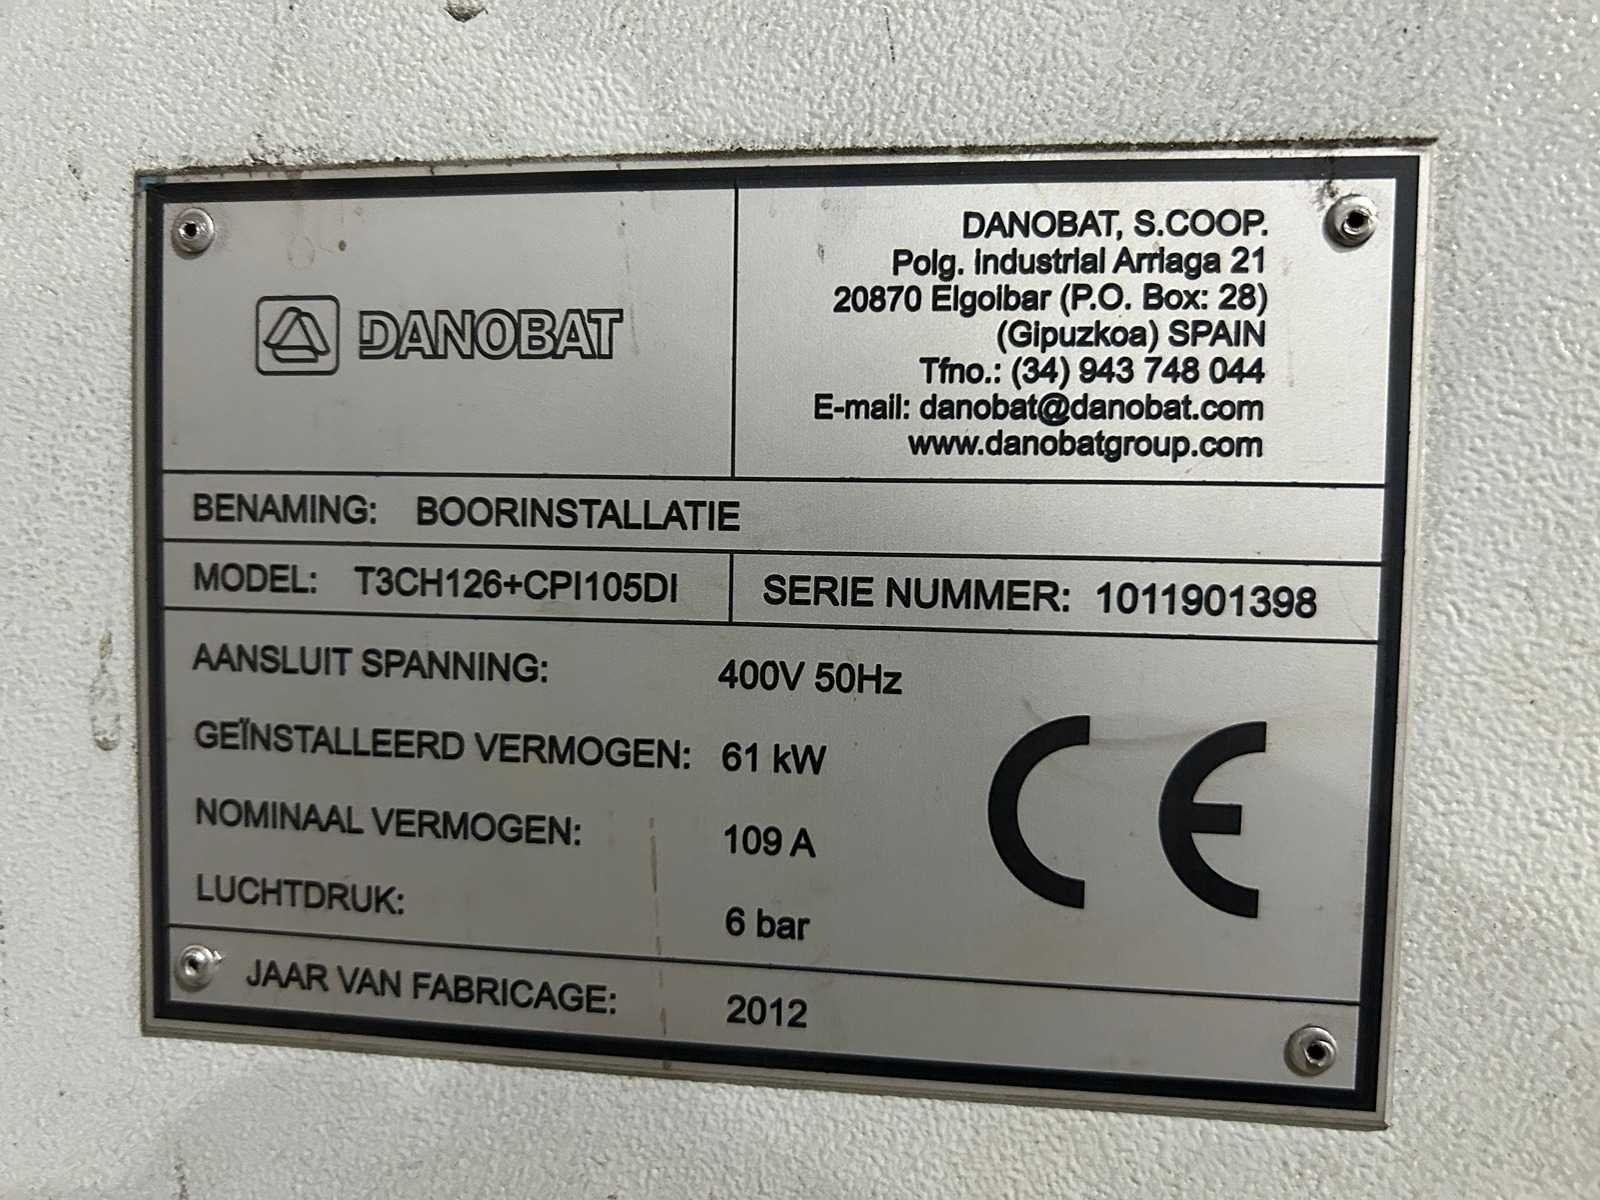 DANOBAT
DANOBAT, S.COOP.
Polg. industrial Arriaga 21
20870 Elgoibar (P.O. Box: 28)
(Gipuzkoa) SPAIN
Tfno.: (34) 943 748 044
E-mail: danobat@danobat.com
www.danobatgroup.com
BENAMING: BOORINSTALLATIE
MODEL: T3CH126+CPI105DI SERIE NUMMER: 1011901398
AANSLUIT SPANNING: 400V 50Hz
GEÏNSTALLEERD VERMOGEN: 61 kW
NOMINAAL VERMOGEN: 109 A
LUCHTDRUK: 6 bar
CE
JAAR VAN FABRICAGE: 2012